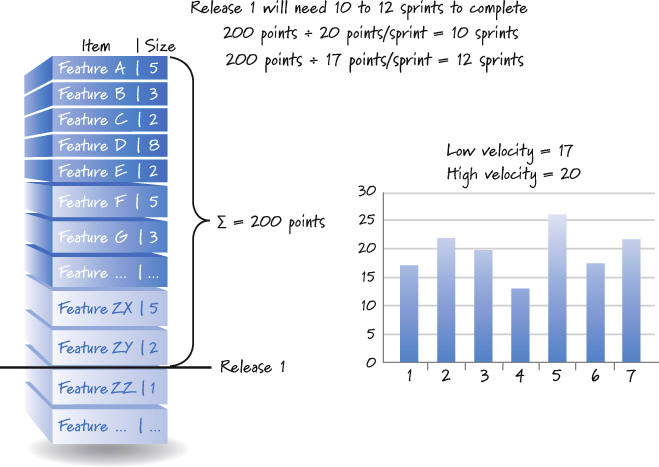 Release 1 will need 10 to 12 sprints to complete
200 points ÷ 20 points/sprint = 10 sprints
200 points ÷ 17 points/sprint = 12 sprints
Item | Size
Feature A | 5
Feature B | 3
Feature C | 2
Feature D | 8
Feature E | 2
Feature F | 5
Feature G | 3
Feature ... | ...
Feature ZX | 5
Feature ZY | 2
Feature ZZ | 1
Feature ... | ...
Σ = 200 points
Release 1
Low velocity = 17
High velocity = 20
30
25
20
15
10
5
0
1 2 3 4 5 6 7